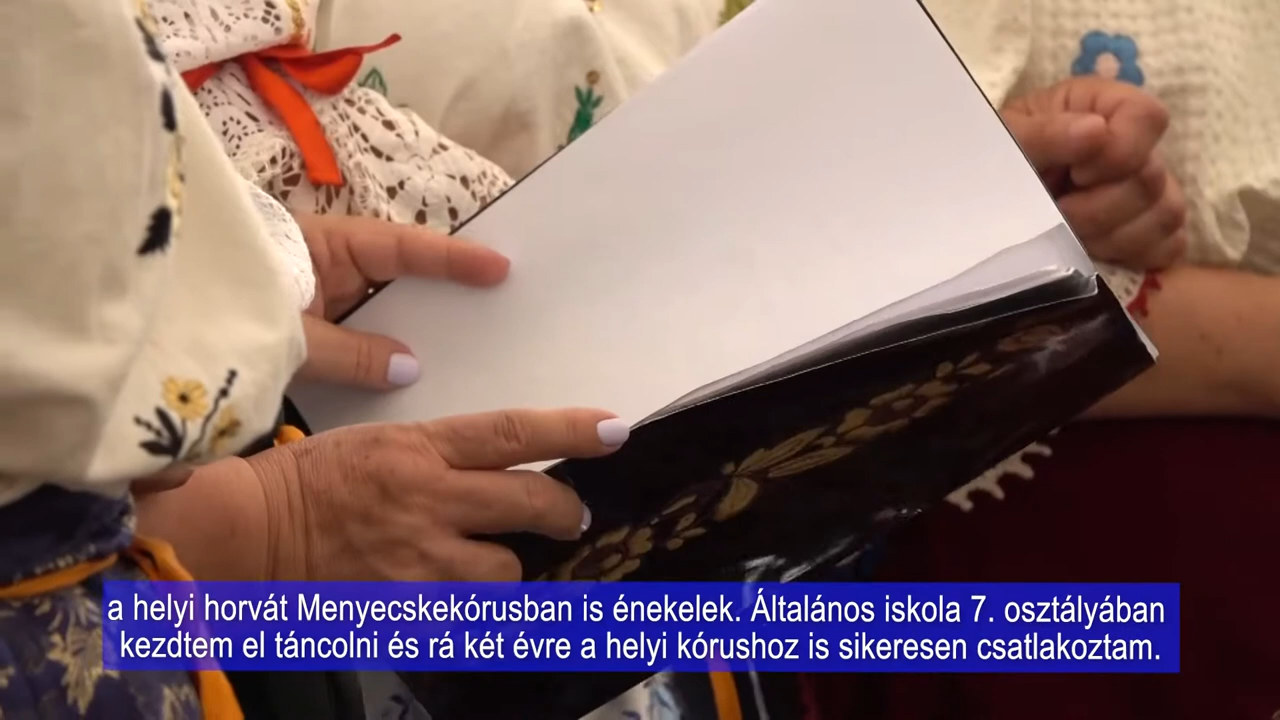 a helyi horvát Menyecskekórusban is énekelek. Általános iskola 7. osztályában
kezdtem el táncolni és rá két évre a helyi kórushoz is sikeresen csatlakoztam.